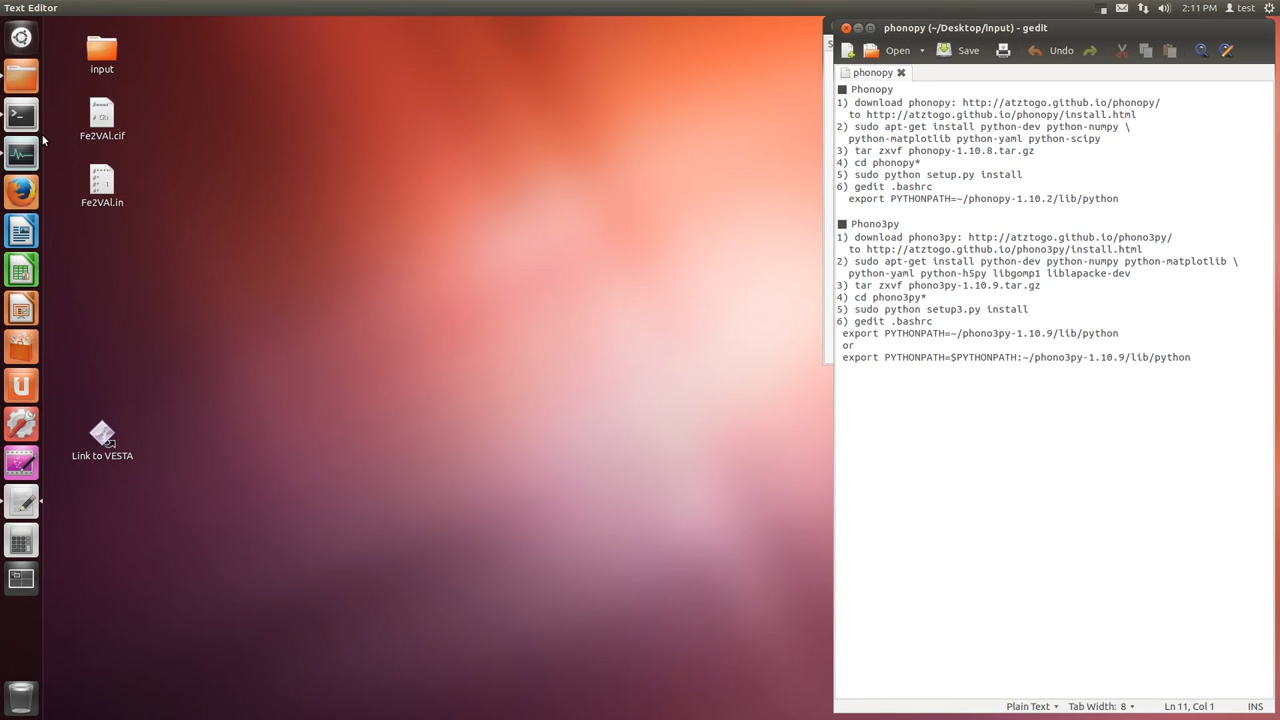 Text Editor
2:11 PM
test
input
Fe2VAl.cif
Fe2VAl.in
Link to VESTA
phonopy (~/Desktop/input) - gedit
Open
Save
Undo
phonopy
■ Phonopy
1) download phonopy: http://atztogo.github.io/phonopy/
to http://atztogo.github.io/phonopy/install.html
2) sudo apt-get install python-dev python-numpy \
python-matplotlib python-yaml python-scipy
3) tar zxvf phonopy-1.10.8.tar.gz
4) cd phonopy*
5) sudo python setup.py install
6) gedit .bashrc
export PYTHONPATH=~/phonopy-1.10.2/lib/python
■ Phono3py
1) download phono3py: http://atztogo.github.io/phono3py/
to http://atztogo.github.io/phono3py/install.html
2) sudo apt-get install python-dev python-numpy python-matplotlib \
python-yaml python-h5py libgomp1 liblapacke-dev
3) tar zxvf phono3py-1.10.9.tar.gz
4) cd phono3py*
5) sudo python setup3.py install
6) gedit .bashrc
export PYTHONPATH=~/phono3py-1.10.9/lib/python
or
export PYTHONPATH=$PYTHONPATH:~/phono3py-1.10.9/lib/python
Plain Text
Tab Width: 8
Ln 11, Col 1
INS